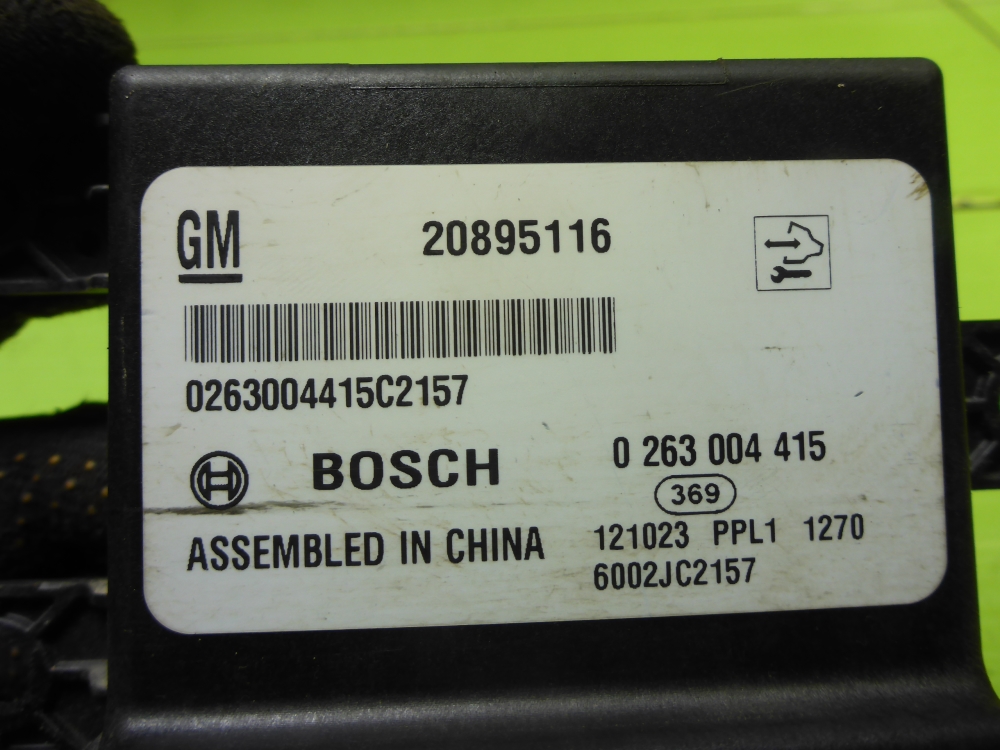 GM 20895116
0263004415C2157
BOSCH 0 263 004 415
369
ASSEMBLED IN CHINA 121023 PPL1 1270
6002JC2157